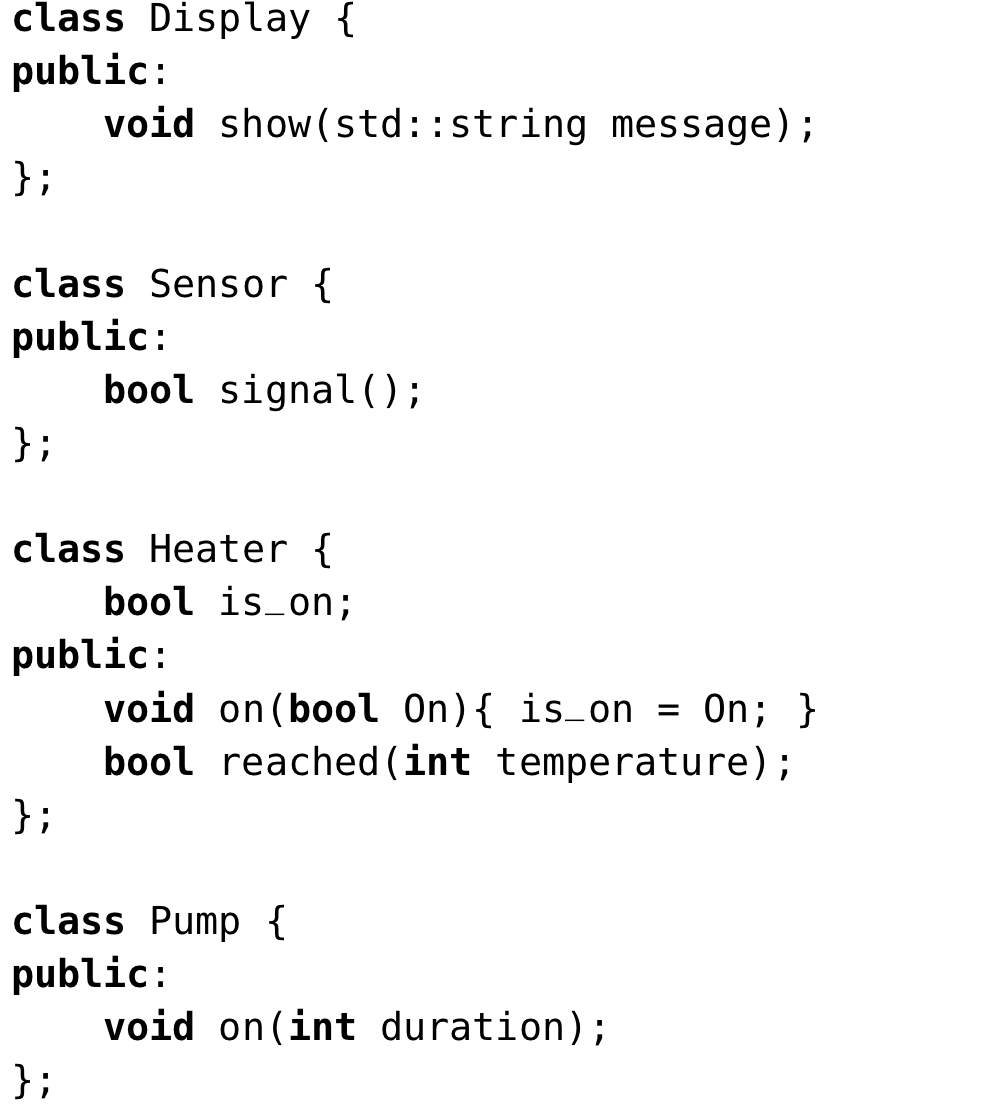 class Display {
public:
    void show(std::string message);
};

class Sensor {
public:
    bool signal();
};

class Heater {
    bool is_on;
public:
    void on(bool On){ is_on = On; }
    bool reached(int temperature);
};

class Pump {
public:
    void on(int duration);
};